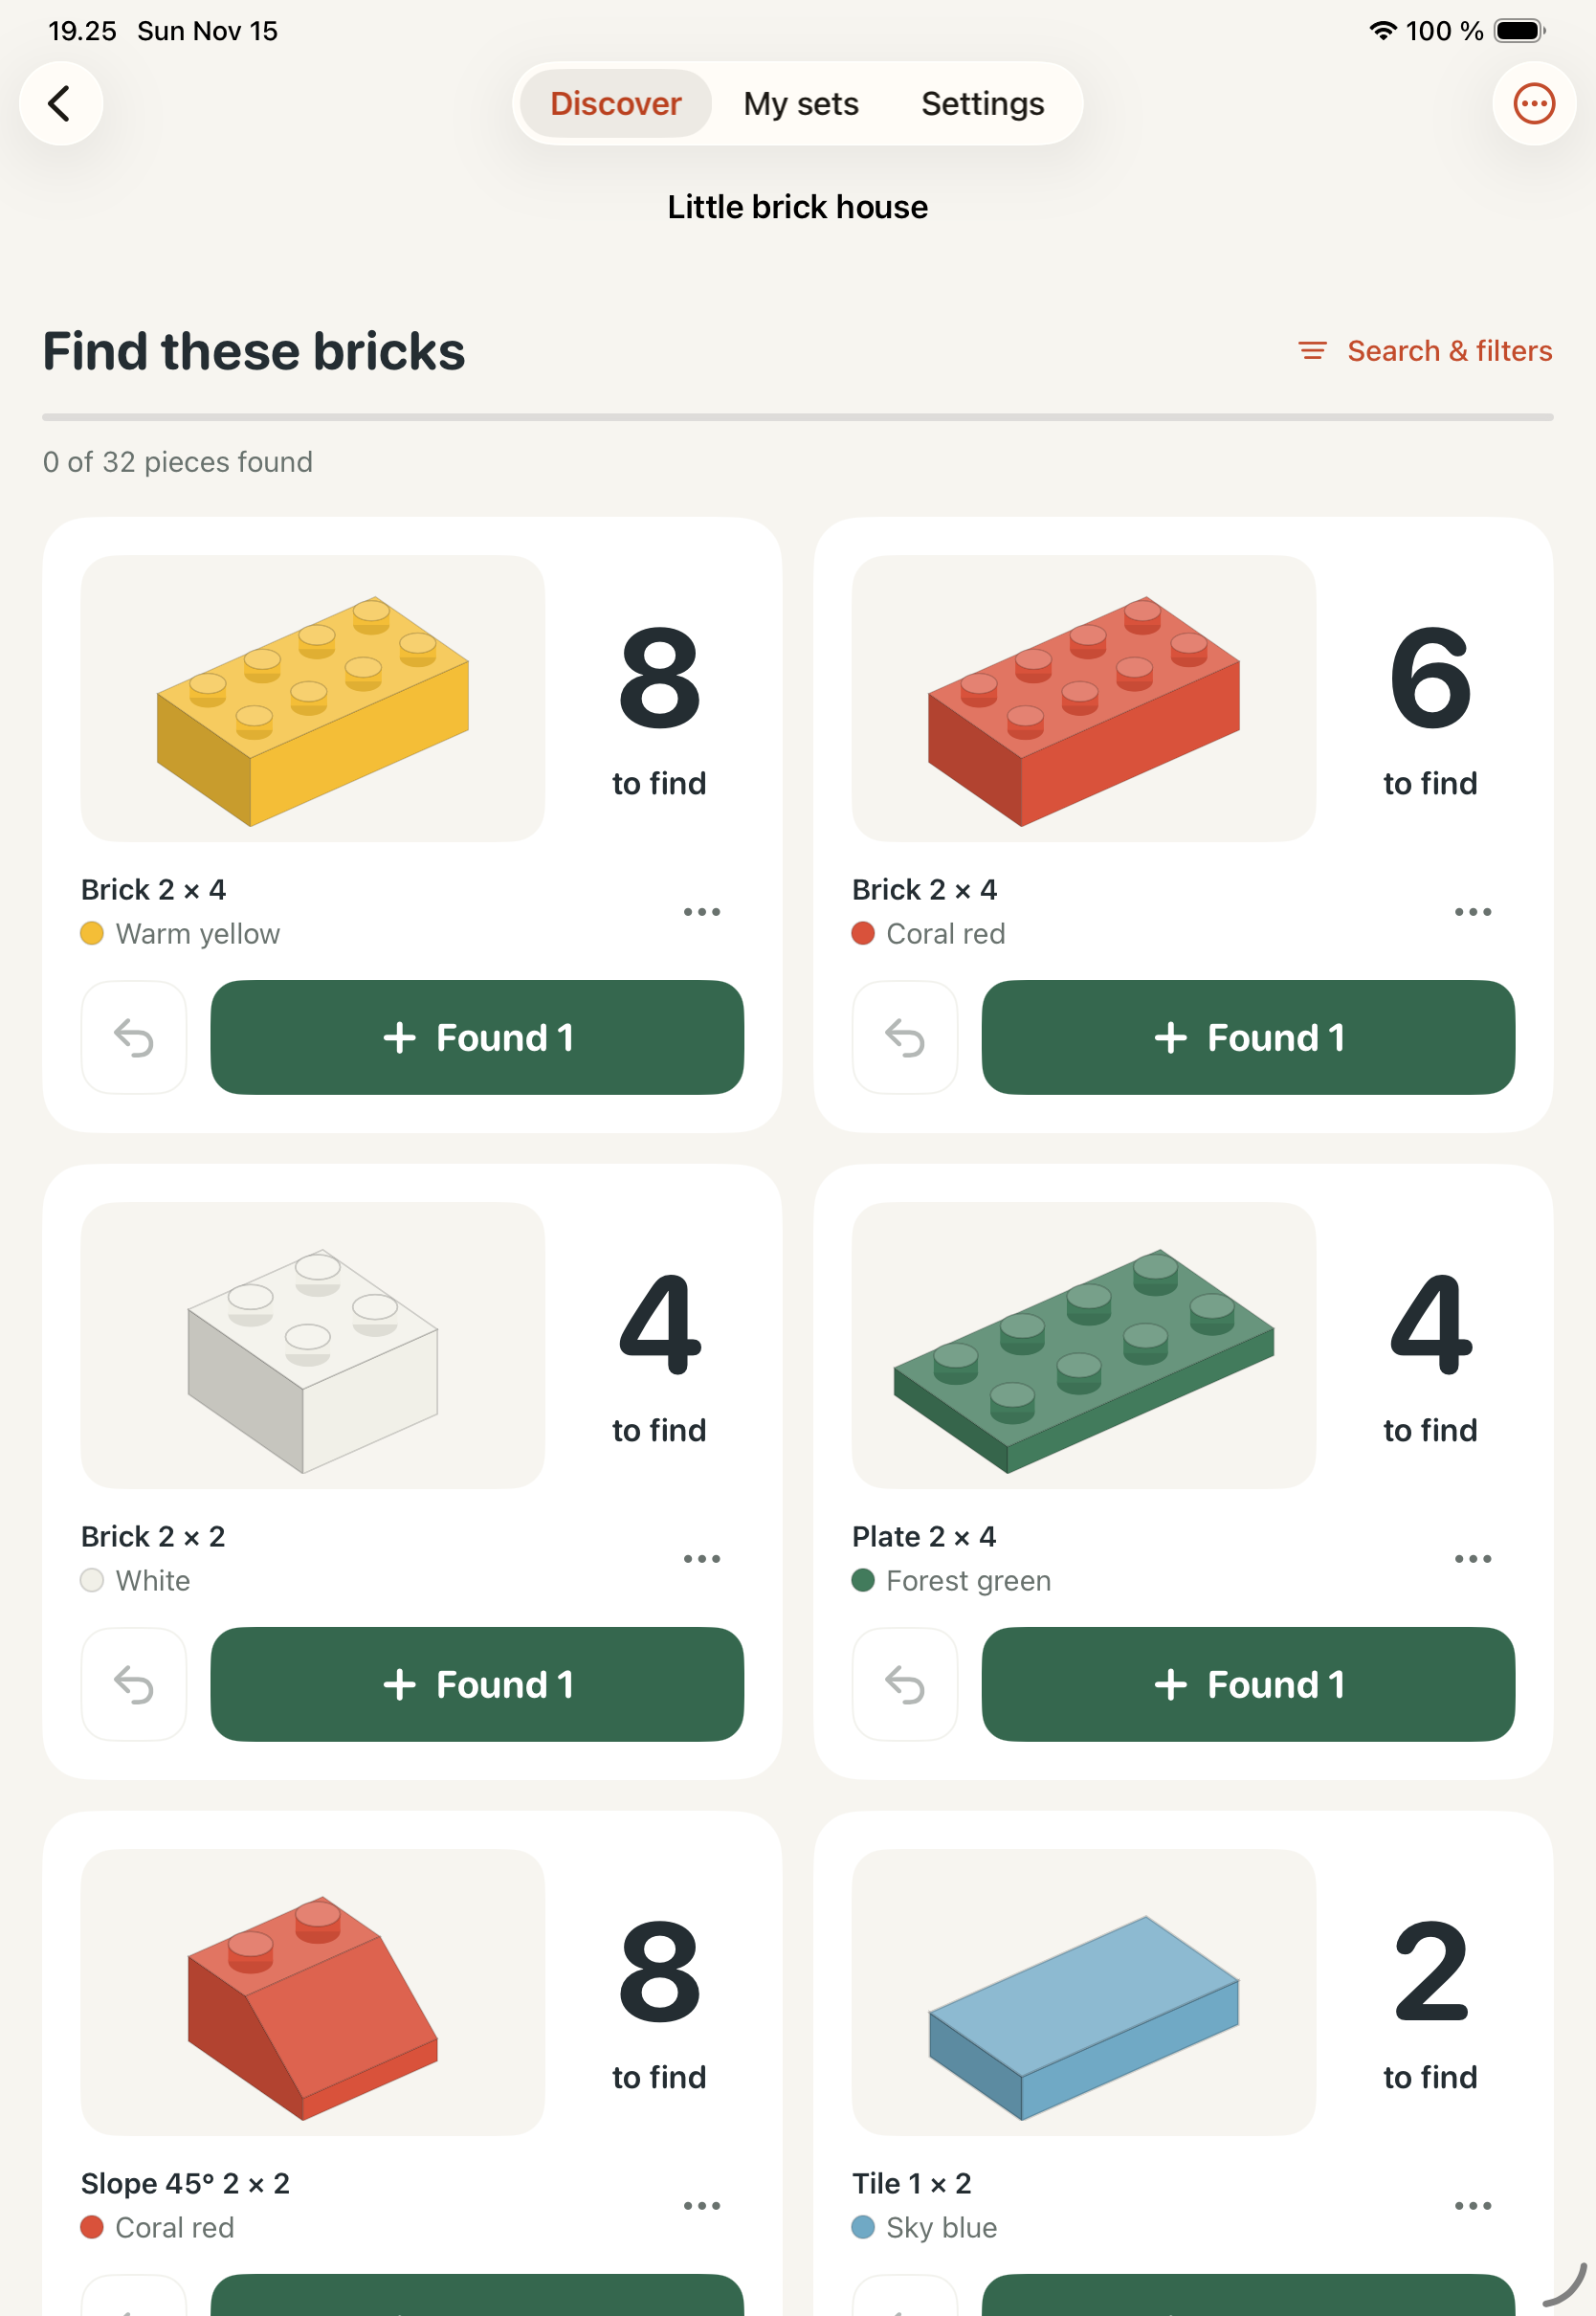 19.25 Sun Nov 15
100 %
Discover My sets Settings
Little brick house
Find these bricks
Search & filters
0 of 32 pieces found
8
to find
Brick 2 × 4
Warm yellow
+ Found 1
6
to find
Brick 2 × 4
Coral red
+ Found 1
4
to find
Brick 2 × 2
White
+ Found 1
4
to find
Plate 2 × 4
Forest green
+ Found 1
8
to find
Slope 45° 2 × 2
Coral red
2
to find
Tile 1 × 2
Sky blue